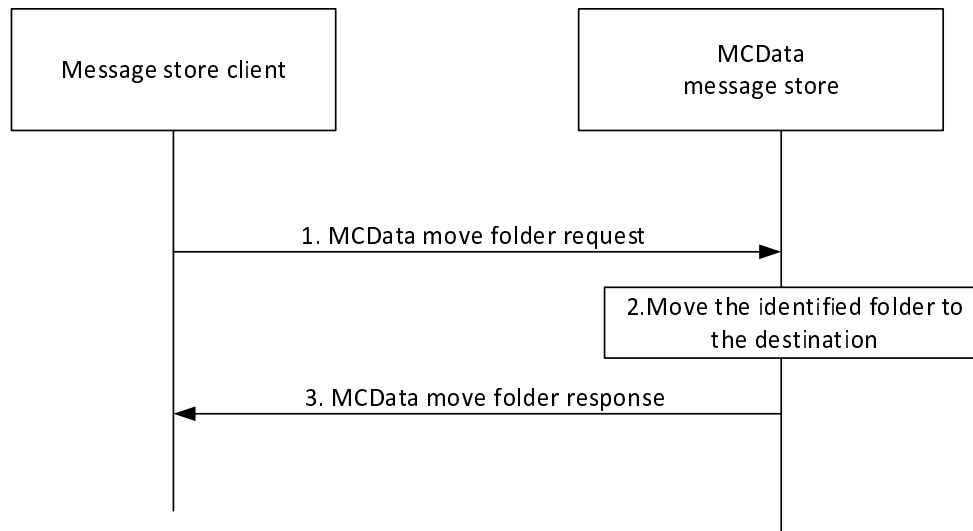 Message store client
MCData
message store
1. MCData move folder request
2.Move the identified folder to
the destination
3. MCData move folder response